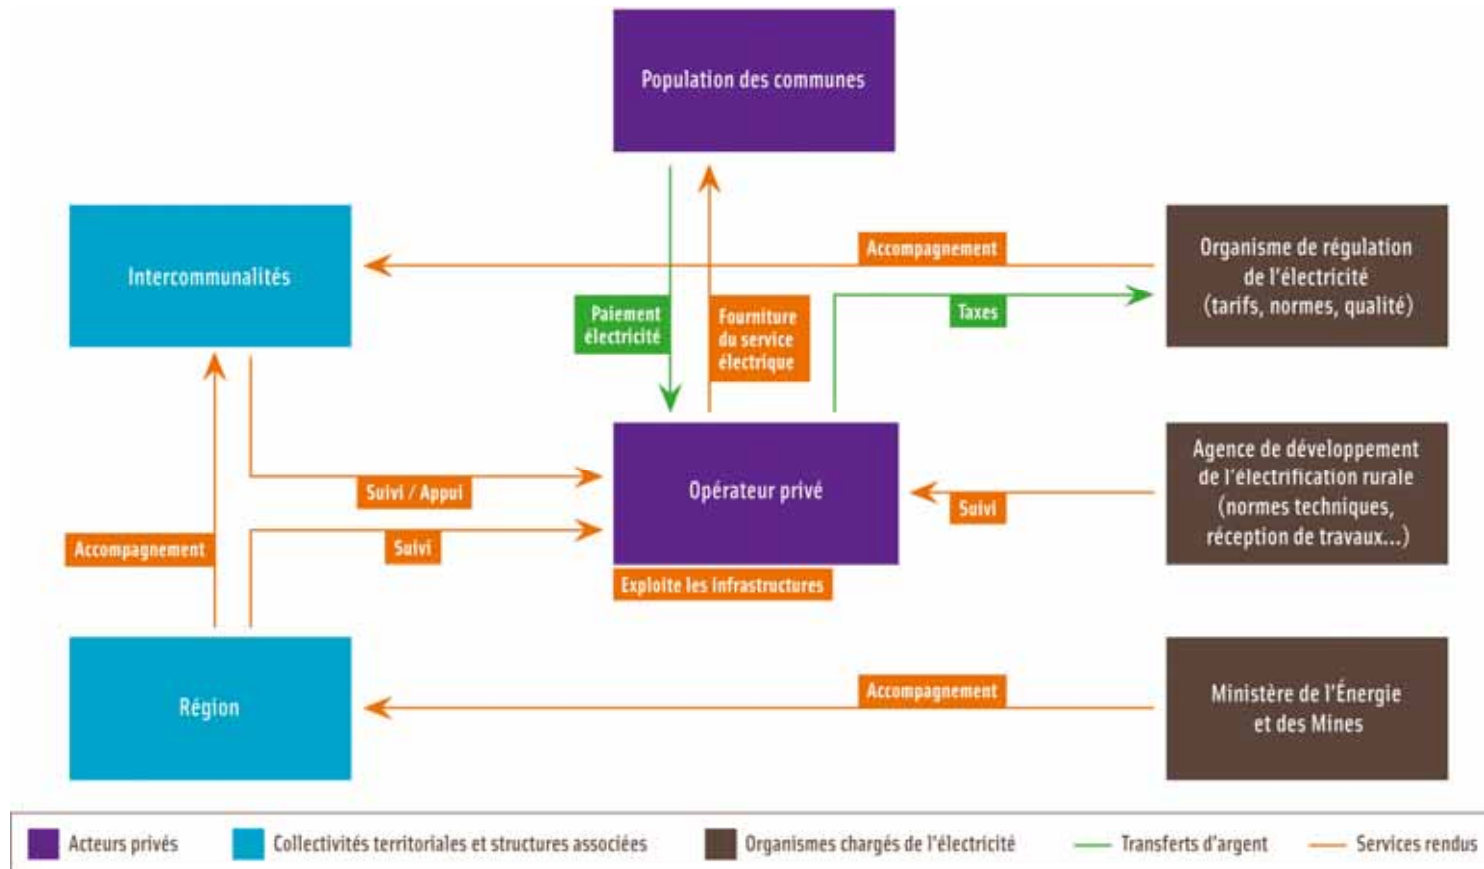 Population des communes
Intercommunalités
Accompagnement
Organisme de régulation
de l'électricité
(tarifs, normes, qualité)
Paiement
électricité
Fourniture
du service
électrique
Taxes
Suivi / Appui
Opérateur privé
Suivi
Agence de développement
de l'électrification rurale
(normes techniques,
réception de travaux...)
Accompagnement
Suivi
Exploite les infrastructures
Région
Accompagnement
Ministère de l'Énergie
et des Mines
Acteurs privés
Collectivités territoriales et structures associées
Organismes chargés de l'électricité
Transferts d'argent
Services rendus